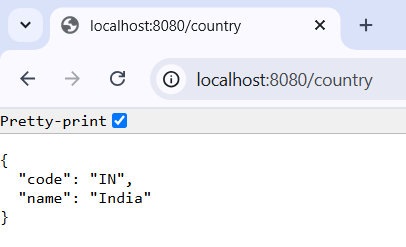 localhost:8080/country
localhost:8080/country
Pretty-print
{
  "code": "IN",
  "name": "India"
}